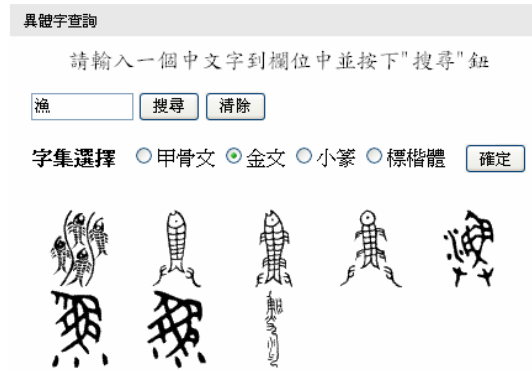 異體字查詢
請輸入一個中文字到欄位中並按下"搜尋"鈕
漁 搜尋 清除
字集選擇 甲骨文 金文 小篆 標楷體 確定